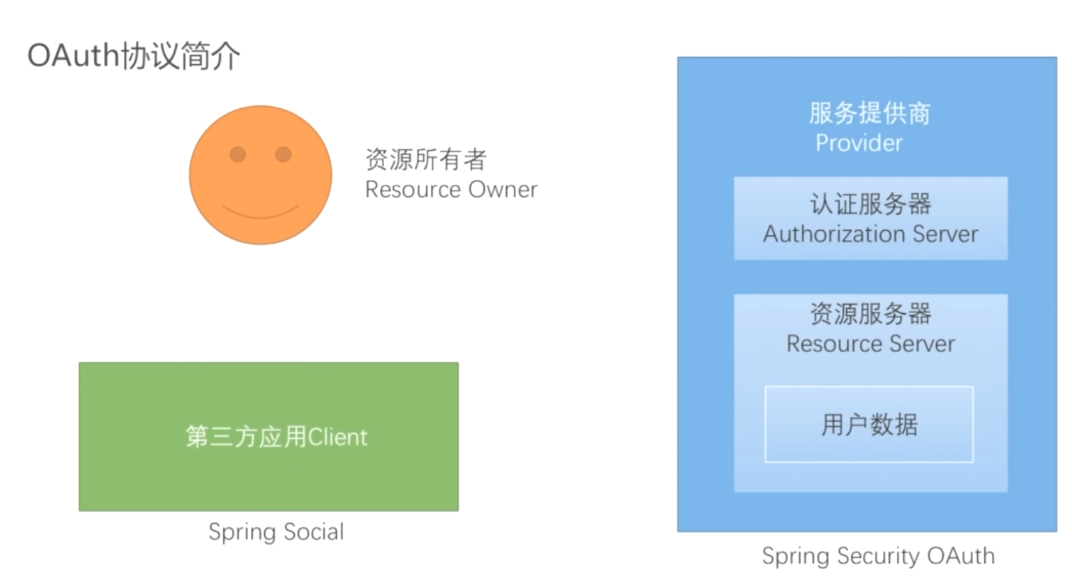 OAuth协议简介
资源所有者
Resource Owner
第三方应用Client
Spring Social
服务提供商
Provider
认证服务器
Authorization Server
资源服务器
Resource Server
用户数据
Spring Security OAuth